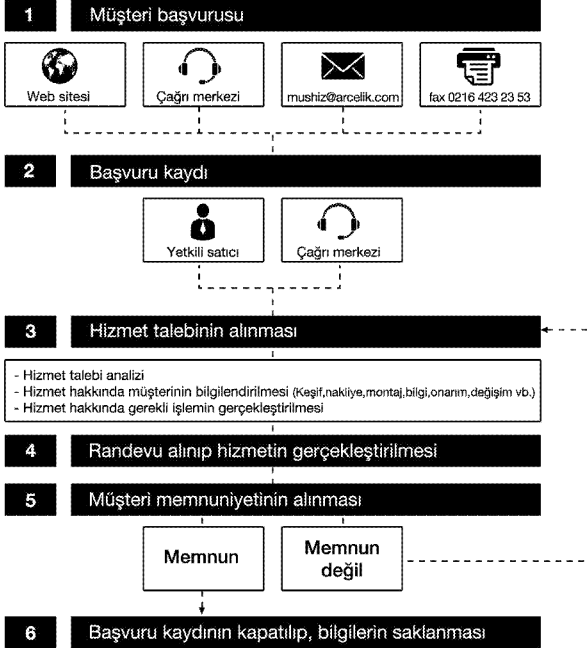 1 Müşteri başvurusu
Web sitesi
Çağrı merkezi
mushiz@arcelik.com
fax 0216 423 23 53
2 Başvuru kaydı
Yetkili satıcı
Çağrı merkezi
3 Hizmet talebinin alınması
- Hizmet talebi analizi
- Hizmet hakkında müşterinin bilgilendirilmesi (Keşif,nakliye,montaj,bilgi,onarım,değişim vb.)
- Hizmet hakkında gerekli işlemin gerçekleştirilmesi
4 Randevu alınıp hizmetin gerçekleştirilmesi
5 Müşteri memnuniyetinin alınması
Memnun
Memnun
değil
6 Başvuru kaydının kapatılıp, bilgilerin saklanması